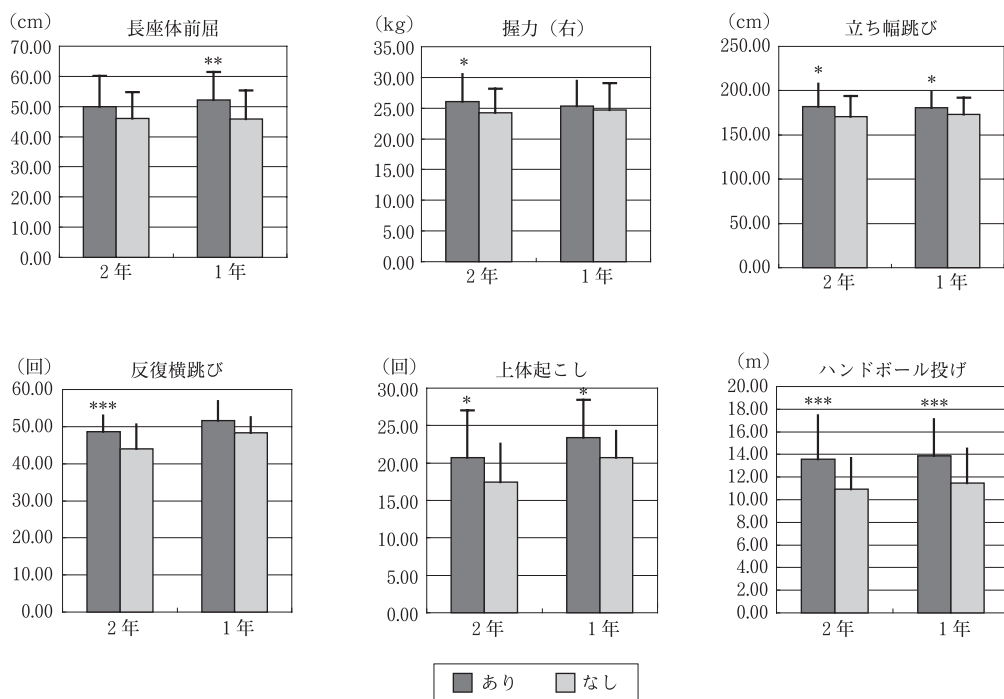 (cm)
長座体前屈
70.00
60.00
50.00
40.00
30.00
20.00
10.00
0.00
**
2年
1年
(kg)
握力（右）
35.00
30.00
25.00
20.00
15.00
10.00
5.00
0.00
*
2年
1年
(cm)
立ち幅跳び
250.00
200.00
150.00
100.00
50.00
0.00
*
*
2年
1年
(回)
反復横跳び
60.00
50.00
40.00
30.00
20.00
10.00
0.00
***
2年
1年
(回)
上体起こし
30.00
25.00
20.00
15.00
10.00
5.00
0.00
*
*
2年
1年
(m)
ハンドボール投げ
20.00
18.00
16.00
14.00
12.00
10.00
8.00
6.00
4.00
2.00
0.00
***
***
2年
1年
あり
なし